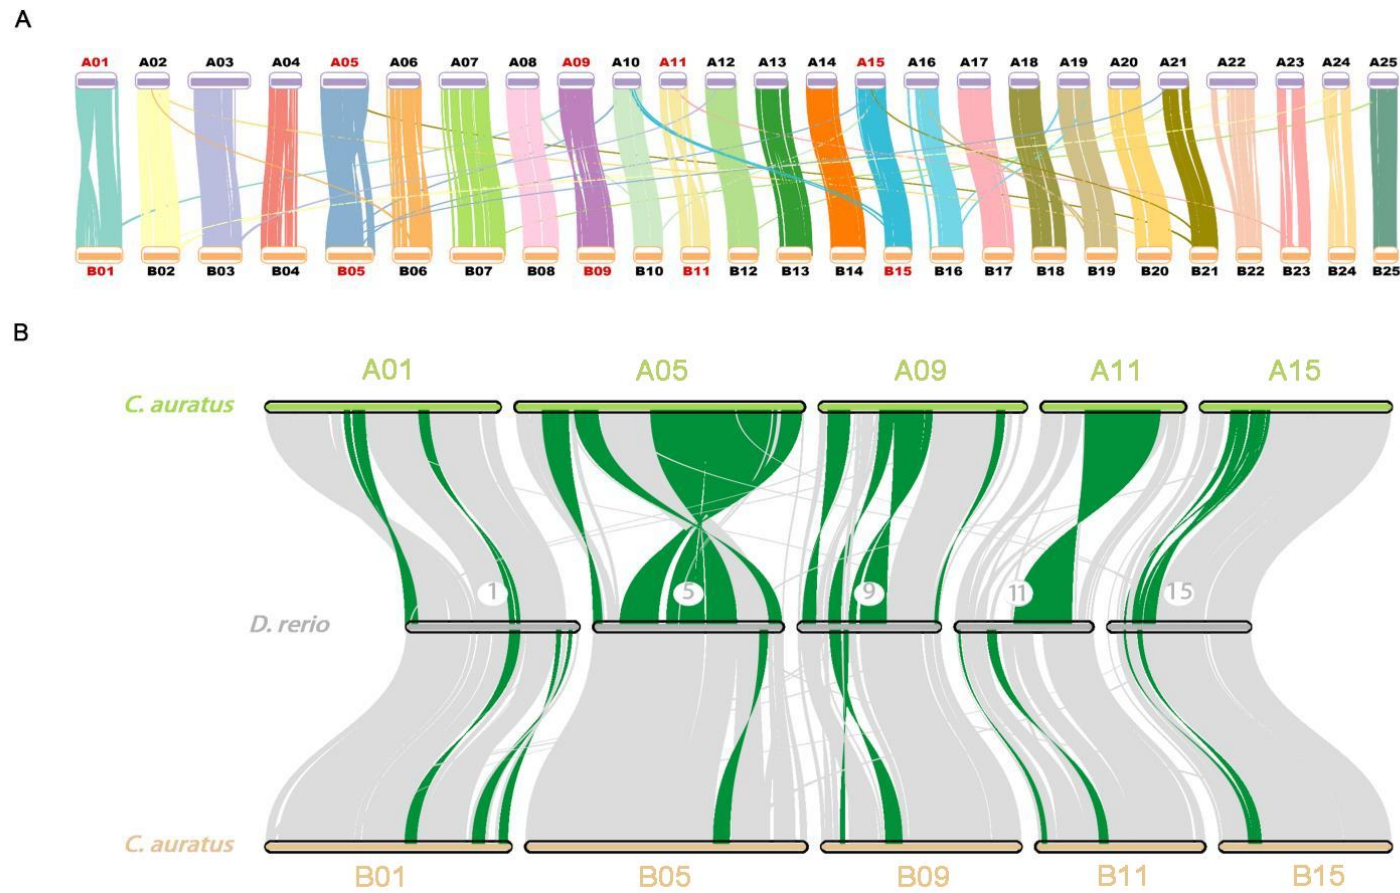 A
A01 A02 A03 A04 A05 A06 A07 A08 A09 A10 A11 A12 A13 A14 A15 A16 A17 A18 A19 A20 A21 A22 A23 A24 A25
B01 B02 B03 B04 B05 B06 B07 B08 B09 B10 B11 B12 B13 B14 B15 B16 B17 B18 B19 B20 B21 B22 B23 B24 B25
B
A01 A05 A09 A11 A15
C. auratus
1 5 9 11 15
D. rerio
C. auratus
B01 B05 B09 B11 B15